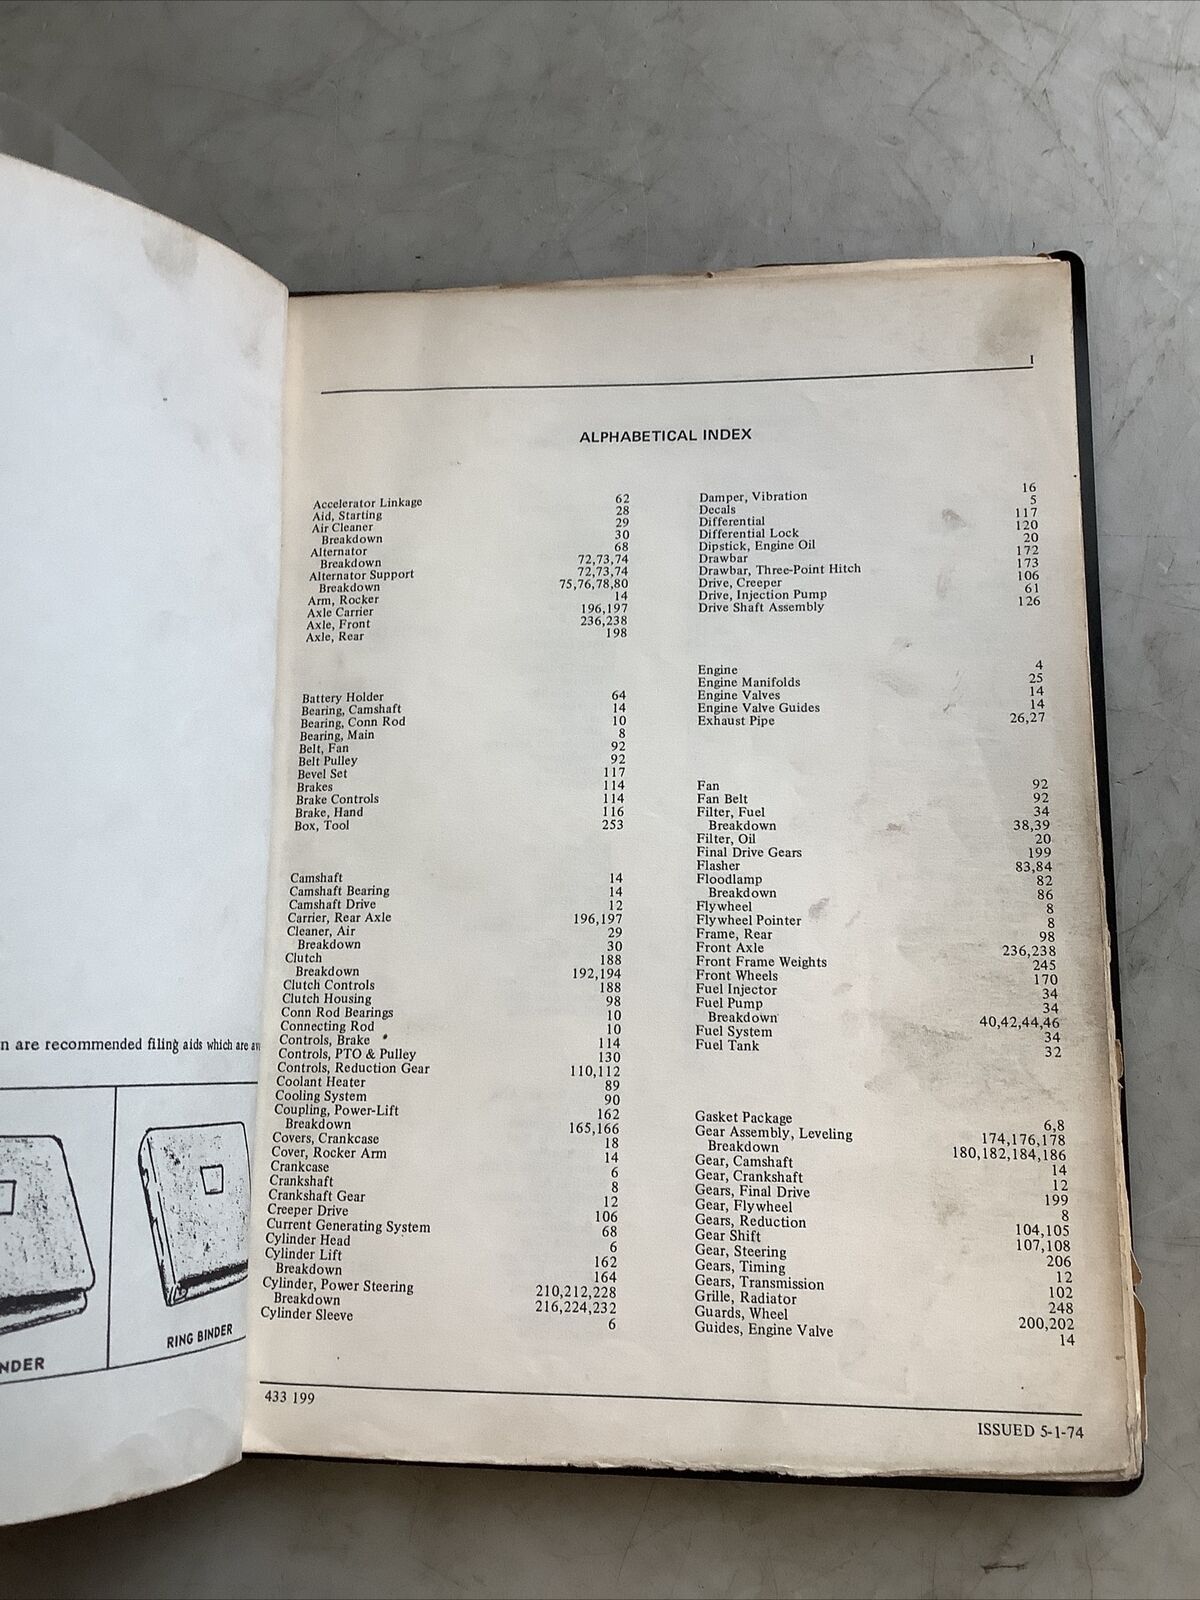 n are recommended filing aids which are
NDER
RING BINDER
1
ALPHABETICAL INDEX
Accelerator Linkage 62
Aid, Starting 28
Air Cleaner 29
Breakdown 30
Alternator 68
Breakdown 72,73,74
Alternator Support 72,73,74
Breakdown 75,76,78,80
Arm, Rocker 14
Axle Carrier 196,197
Axle, Front 236,238
Axle, Rear 198
Battery Holder 64
Bearing, Camshaft 14
Bearing, Conn Rod 10
Bearing, Main 8
Belt, Fan 92
Belt Pulley 92
Bevel Set 117
Brakes 114
Brake Controls 114
Brake, Hand 116
Box, Tool 253
Camshaft 14
Camshaft Bearing 14
Camshaft Drive 12
Carrier, Rear Axle 196,197
Cleaner, Air 29
Breakdown 30
Clutch 188
Breakdown 192,194
Clutch Controls 188
Clutch Housing 98
Conn Rod Bearings 10
Connecting Rod 10
Controls, Brake 114
Controls, PTO & Pulley 130
Controls, Reduction Gear 110,112
Coolant Heater 89
Cooling System 90
Coupling, Power-Lift 162
Breakdown 165,166
Covers, Crankcase 18
Cover, Rocker Arm 14
Crankcase 6
Crankshaft 8
Crankshaft Gear 12
Creeper Drive 106
Current Generating System 68
Cylinder Head 6
Cylinder Lift 162
Breakdown 164
Cylinder, Power Steering 210,212,228
Breakdown 216,224,232
Cylinder Sleeve 6
Damper, Vibration 16
Decals 5
Differential 117
Differential Lock 120
Dipstick, Engine Oil 20
Drawbar 172
Drawbar, Three-Point Hitch 173
Drive, Creeper 106
Drive, Injection Pump 61
Drive Shaft Assembly 126
Engine 4
Engine Manifolds 25
Engine Valves 14
Engine Valve Guides 14
Exhaust Pipe 26,27
Fan 92
Fan Belt 92
Filter, Fuel 34
Breakdown 38,39
Filter, Oil 20
Final Drive Gears 199
Flasher 83,84
Floodlamp 82
Breakdown 86
Flywheel 8
Flywheel Pointer 8
Frame, Rear 98
Front Axle 236,238
Front Frame Weights 245
Front Wheels 170
Fuel Injector 34
Fuel Pump 34
Breakdown 40,42,44,46
Fuel System 34
Fuel Tank 32
Gasket Package 6,8
Gear Assembly, Leveling 174,176,178
Breakdown 180,182,184,186
Gear, Camshaft 14
Gear, Crankshaft 12
Gears, Final Drive 199
Gear, Flywheel 8
Gears, Reduction 104,105
Gear Shift 107,108
Gear, Steering 206
Gears, Timing 12
Gears, Transmission 102
Grille, Radiator 248
Guards, Wheel 200,202
Guides, Engine Valve 14
433 199
ISSUED 5-1-74